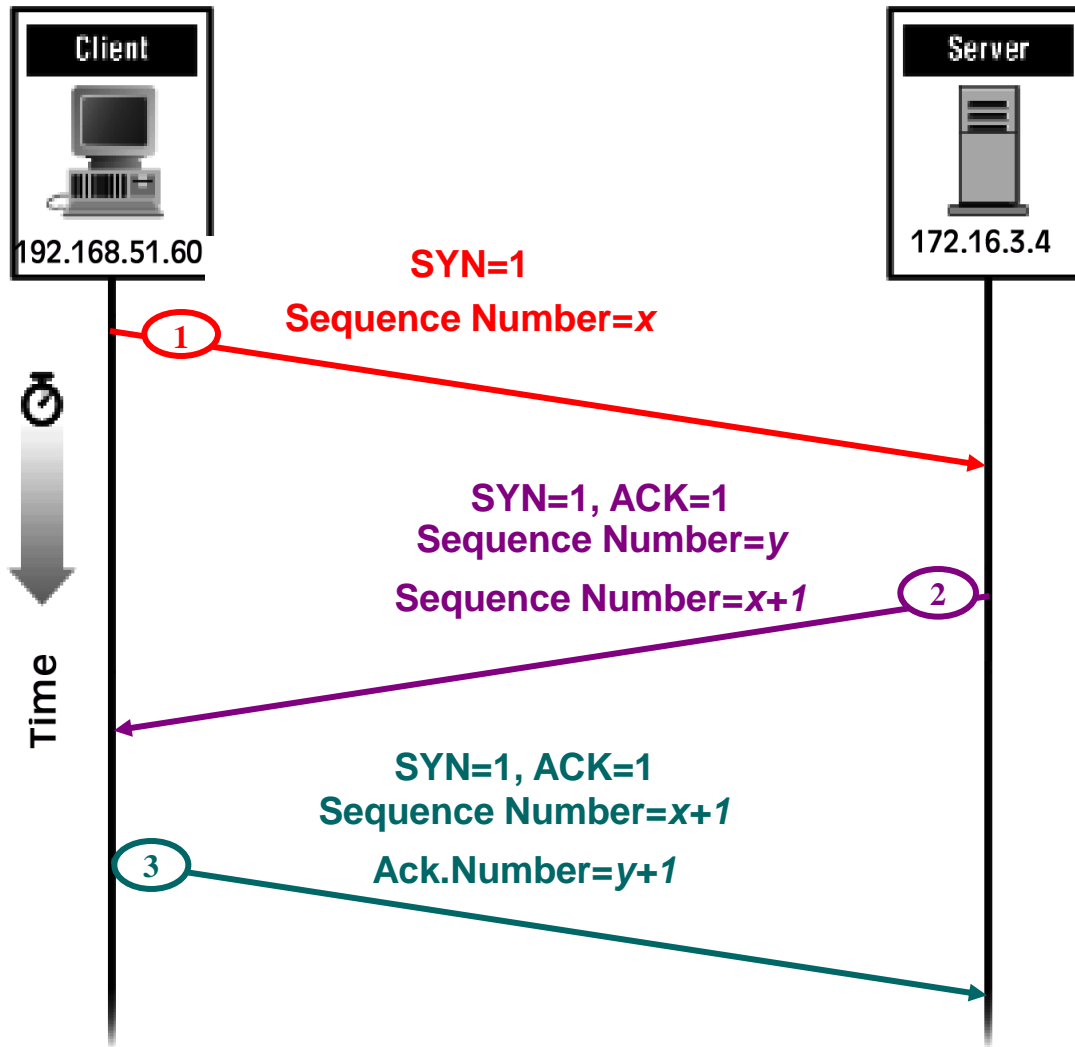 Client
Server
192.168.51.60
172.16.3.4
SYN=1
Sequence Number=x
1
SYN=1, ACK=1
Sequence Number=y
Sequence Number=x+1
2
Time
SYN=1, ACK=1
Sequence Number=x+1
3
Ack.Number=y+1